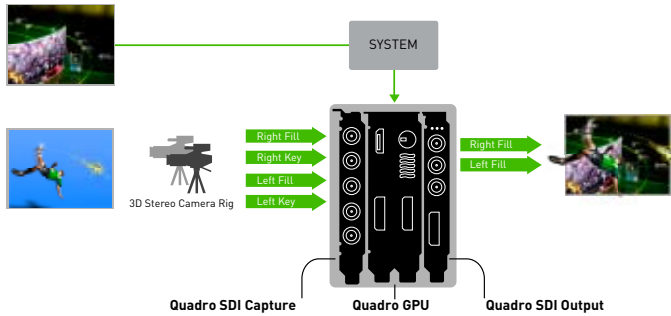 SYSTEM
Right Fill
Right Key
Left Fill
Left Key
3D Stereo Camera Rig
Right Fill
Left Fill
Quadro SDI Capture
Quadro GPU
Quadro SDI Output